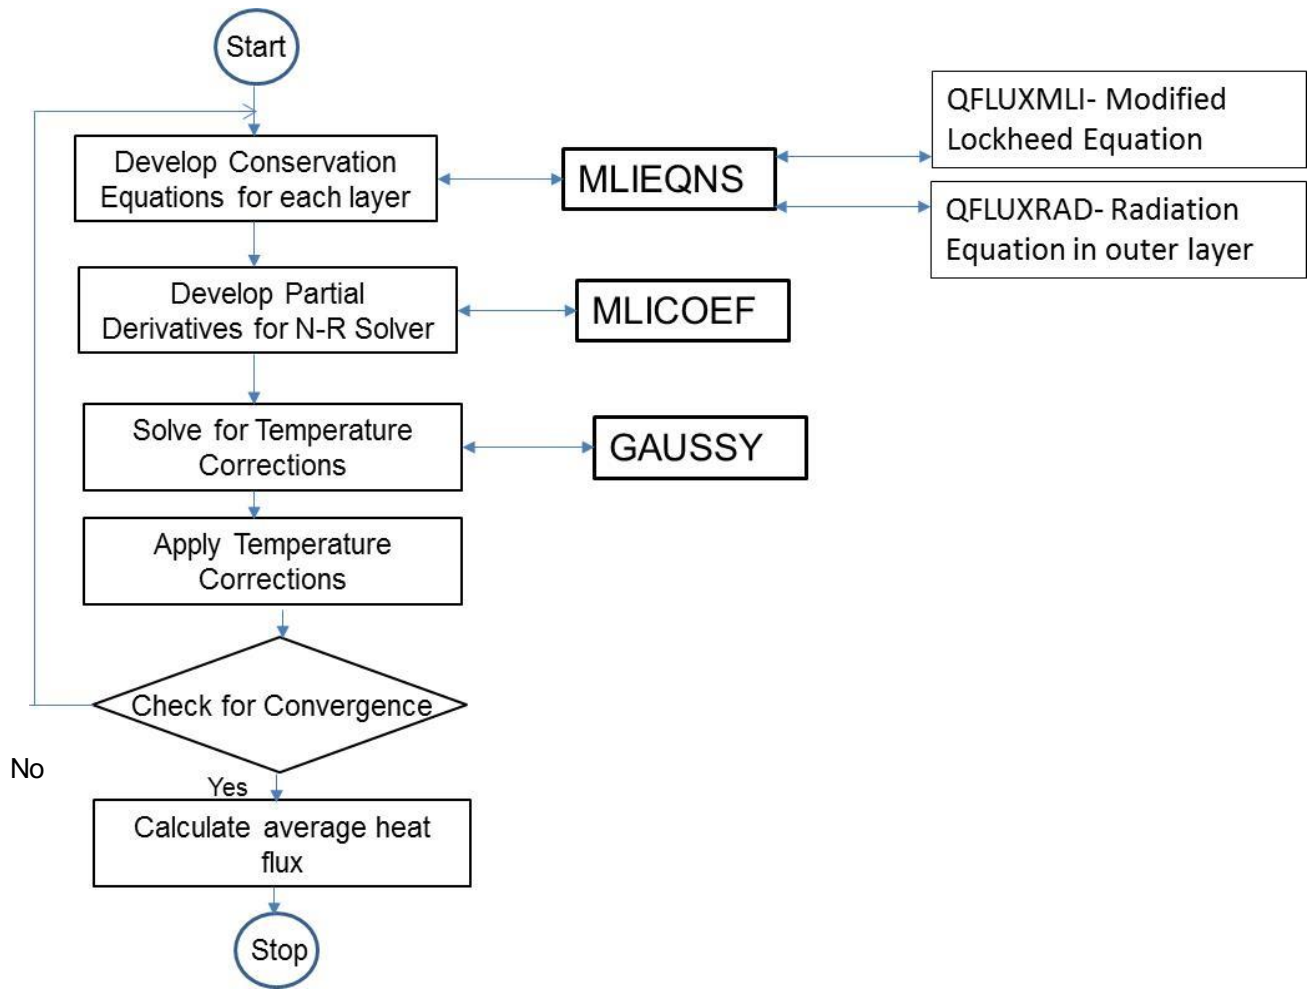 Start
Develop Conservation
Equations for each layer
MLIEQNS
QFLUXMLI- Modified
Lockheed Equation
QFLUXRAD- Radiation
Equation in outer layer
Develop Partial
Derivatives for N-R Solver
MLICOEF
Solve for Temperature
Corrections
GAUSSY
Apply Temperature
Corrections
Check for Convergence
No
Yes
Calculate average heat
flux
Stop